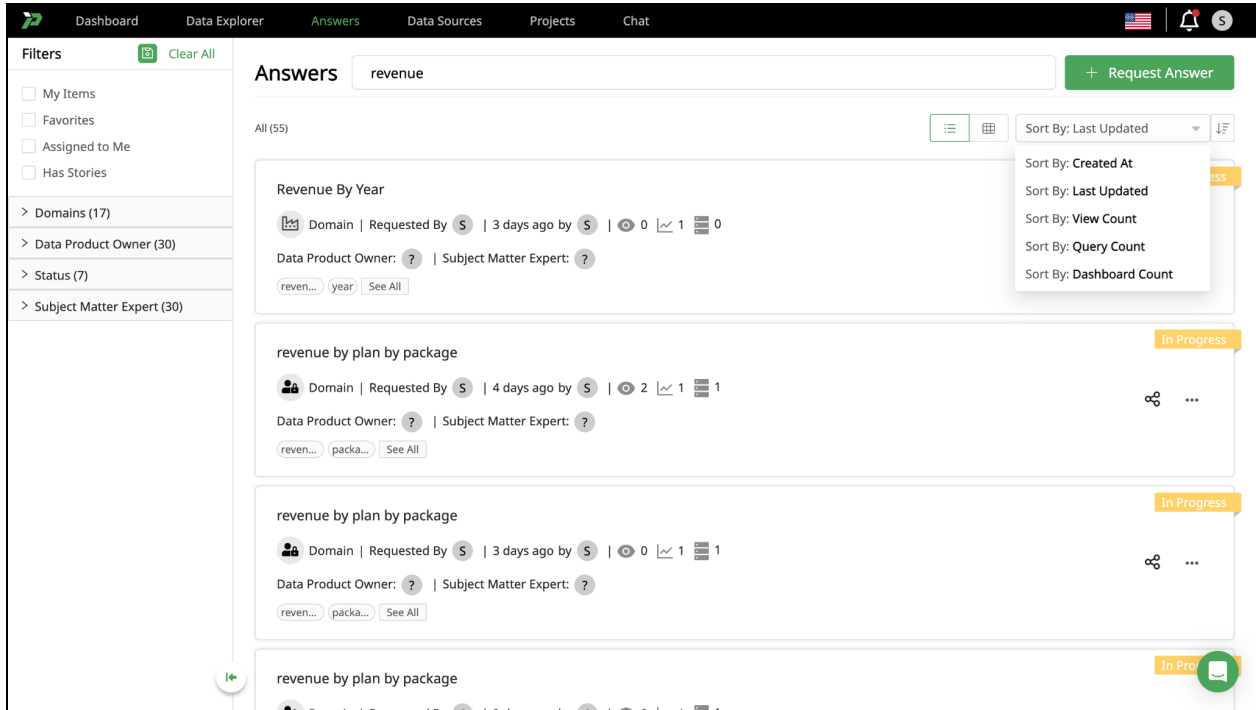 Dashboard Data Explorer Answers Data Sources Projects Chat S
Filters Clear All
My Items
Favorites
Assigned to Me
Has Stories
Domains (17)
Data Product Owner (30)
Status (7)
Subject Matter Expert (30)
Answers revenue + Request Answer
All (55) Sort By: Last Updated
Sort By: Created At
Sort By: Last Updated
Sort By: View Count
Sort By: Query Count
Sort By: Dashboard Count
Revenue By Year
Domain | Requested By S | 3 days ago by S | 0 1 0
Data Product Owner: ? | Subject Matter Expert: ?
reven... year See All
In Progress
revenue by plan by package
Domain | Requested By S | 4 days ago by S | 2 1 1
Data Product Owner: ? | Subject Matter Expert: ?
reven... packa... See All
In Progress
revenue by plan by package
Domain | Requested By S | 3 days ago by S | 0 1 1
Data Product Owner: ? | Subject Matter Expert: ?
reven... packa... See All
revenue by plan by package